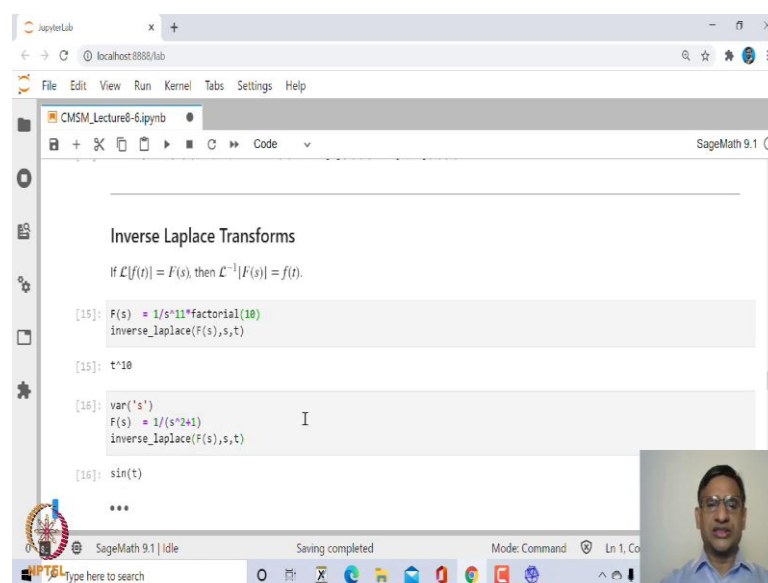 JupyterLab
localhost:8888/lab
File Edit View Run Kernel Tabs Settings Help
CMSM_Lecture8-6.ipynb
Code
SageMath 9.1
Inverse Laplace Transforms
If ℒ|f(t)| = F(s), then ℒ⁻¹|F(s)| = f(t).
[15]: F(s) = 1/s^11*factorial(10)
inverse_laplace(F(s),s,t)
[15]: t^10
[16]: var('s')
F(s) = 1/(s^2+1)
inverse_laplace(F(s),s,t)
[16]: sin(t)
SageMath 9.1 | Idle Saving completed Mode: Command Ln 1,
NPTEL
Type here to search